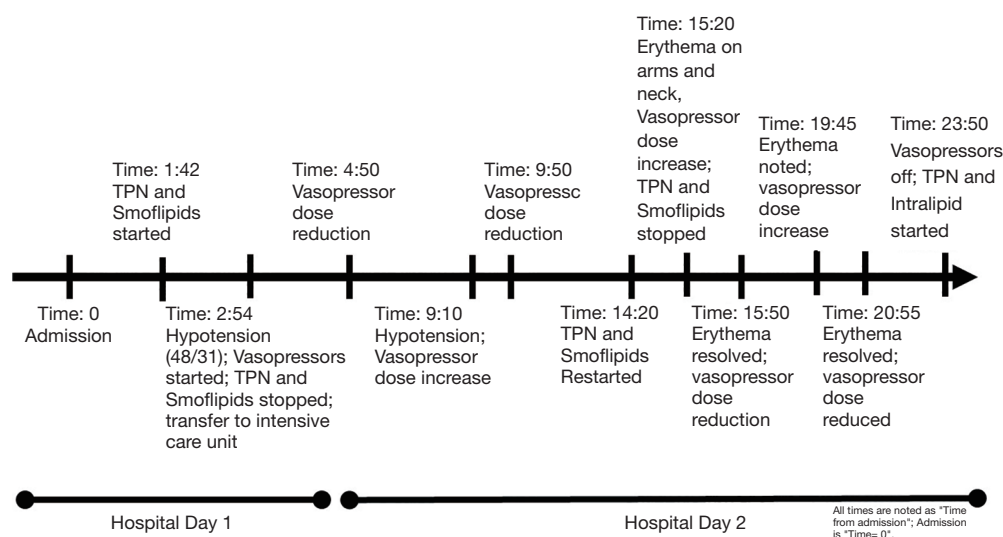 Time: 0
Admission
Time: 1:42
TPN and
Smoflipids
started
Time: 2:54
Hypotension
(48/31); Vasopressors
started; TPN and
Smoflipids stopped;
transfer to intensive
care unit
Time: 4:50
Vasopressor
dose
reduction
Time: 9:10
Hypotension;
Vasopressor
dose increase
Time: 9:50
Vasopressc
dose
reduction
Time: 14:20
TPN and
Smoflipids
Restarted
Time: 15:20
Erythema on
arms and
neck,
Vasopressor
dose
increase;
TPN and
Smoflipids
stopped
Time: 15:50
Erythema
resolved;
vasopressor
dose
reduction
Time: 19:45
Erythema
noted;
vasopressor
dose
increase
Time: 20:55
Erythema
resolved;
vasopressor
dose
reduced
Time: 23:50
Vasopressors
off; TPN and
Intralipid
started
Hospital Day 1
Hospital Day 2
All times are noted as "Time
from admission"; Admission
is "Time= 0".